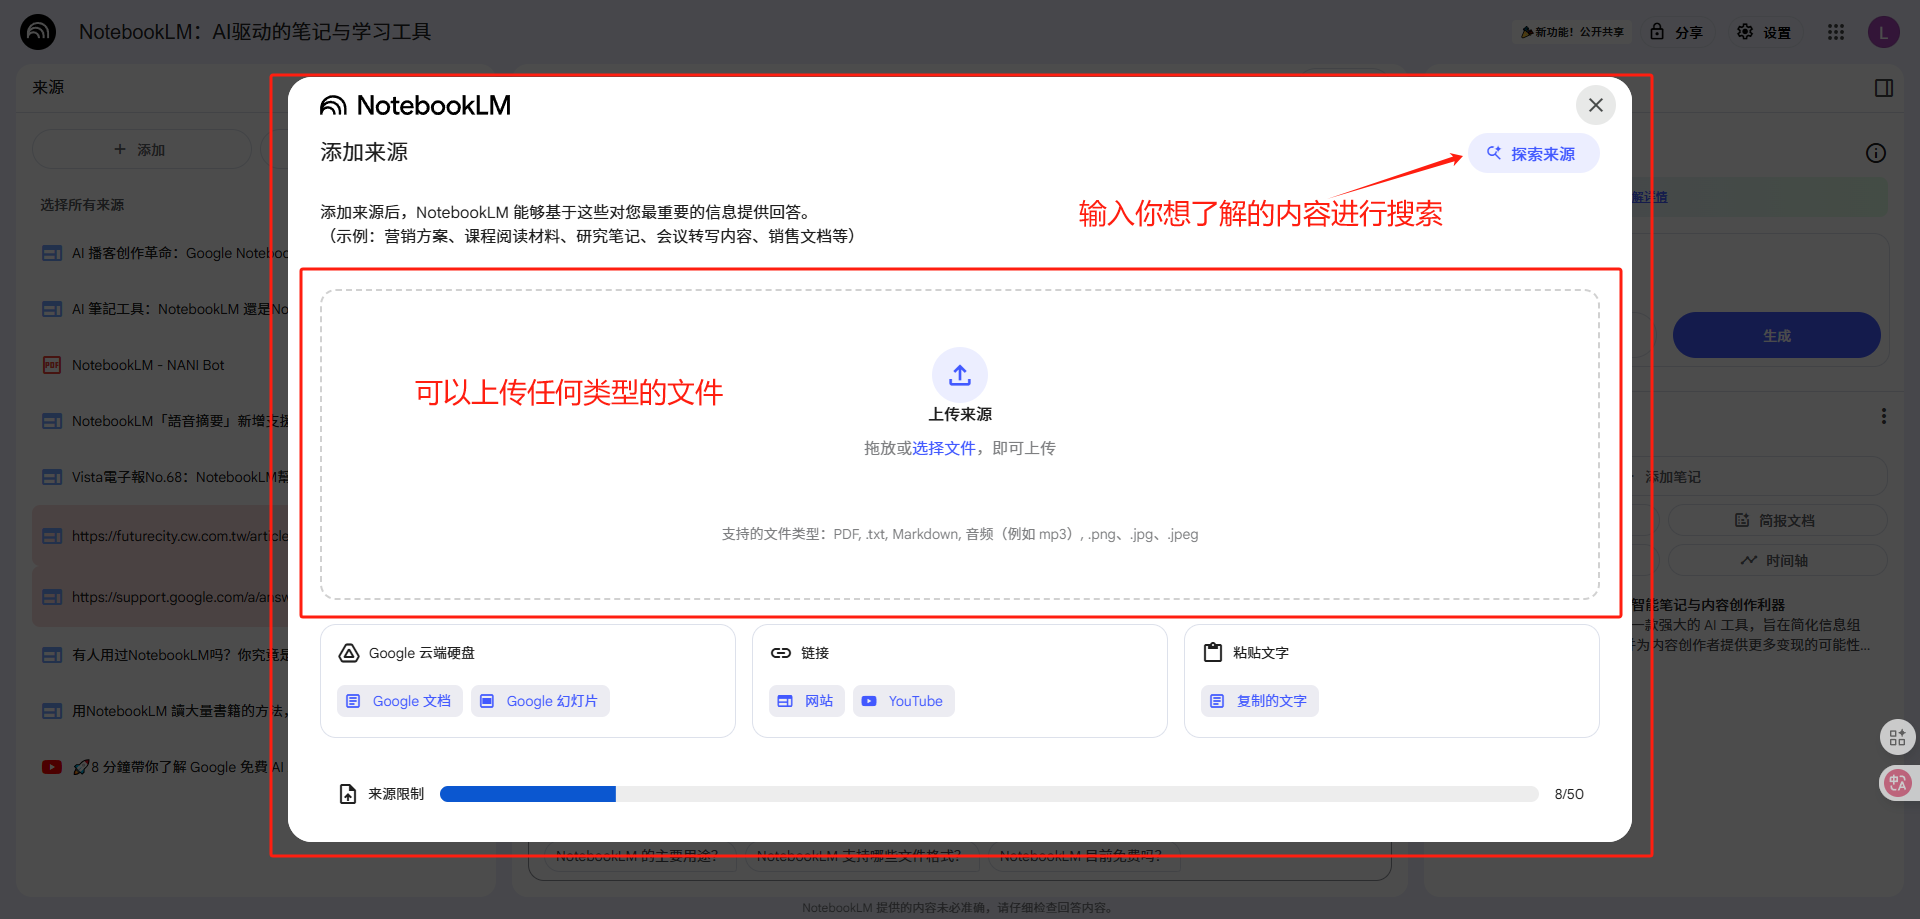 NotebookLM：AI驱动的笔记与学习工具
🎉新功能！公开共享
分享
设置
L
来源
添加
选择所有来源
AI 播客创作革命：Google Notebo
AI 筆記工具：NotebookLM 還是No
PDF
NotebookLM - NANI Bot
NotebookLM「語音摘要」新增支援
Vista電子報No.68：NotebookLM幫
https://futurecity.cw.com.tw/article
https://support.google.com/a/answ
有人用过NotebookLM吗？你究竟是
用NotebookLM 讀大量書籍的方法，
🚀8 分鐘帶你了解 Google 免費 AI
NotebookLM
添加来源
探索来源
输入你想了解的内容进行搜索
添加来源后，NotebookLM 能够基于这些对您最重要的信息提供回答。
（示例：营销方案、课程阅读材料、研究笔记、会议转写内容、销售文档等）
可以上传任何类型的文件
上传来源
拖放或选择文件，即可上传
支持的文件类型：PDF, .txt, Markdown, 音频（例如 mp3）, .png、.jpg、.jpeg
Google 云端硬盘
Google 文档
Google 幻灯片
链接
网站
YouTube
粘贴文字
复制的文字
来源限制
8/50
解详情
生成
添加笔记
简报文档
时间轴
智能笔记与内容创作利器
一款强大的 AI 工具，旨在简化信息组
为内容创作者提供更多变现的可能性...
NotebookLM 的主要用途？
NotebookLM 支持哪些文件格式？
NotebookLM 目前免费吗？
NotebookLM 提供的内容未必准确，请仔细检查回答内容。